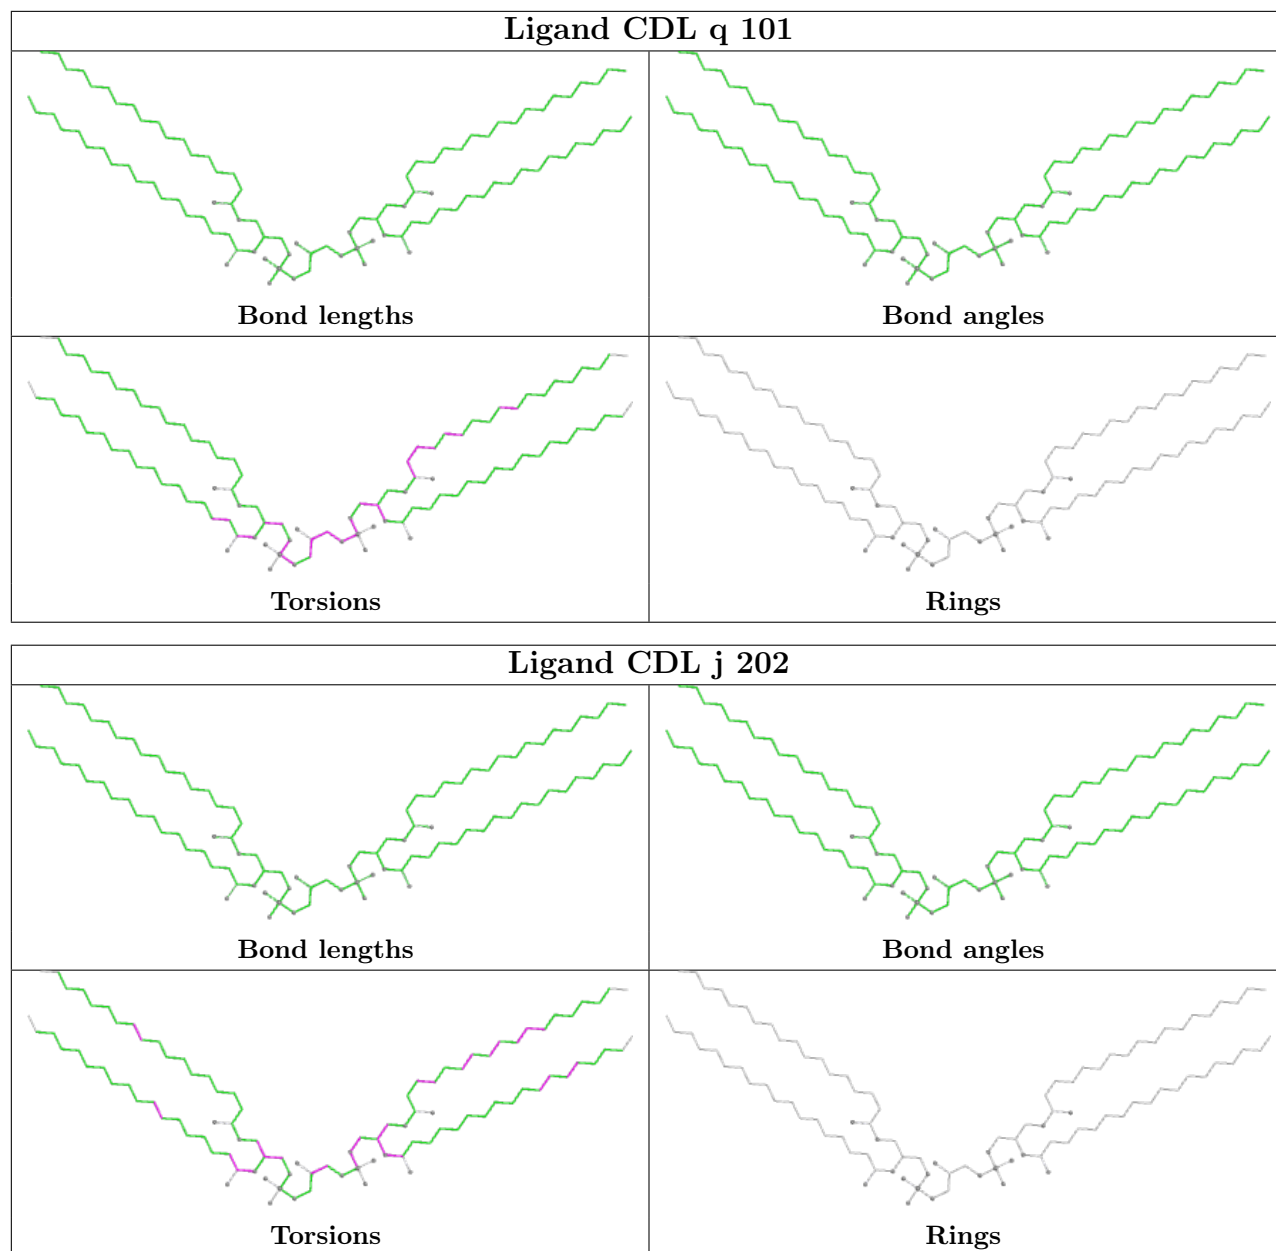 Ligand CDL q 101
Bond lengths
Bond angles
Torsions
Rings
Ligand CDL j 202
Bond lengths
Bond angles
Torsions
Rings